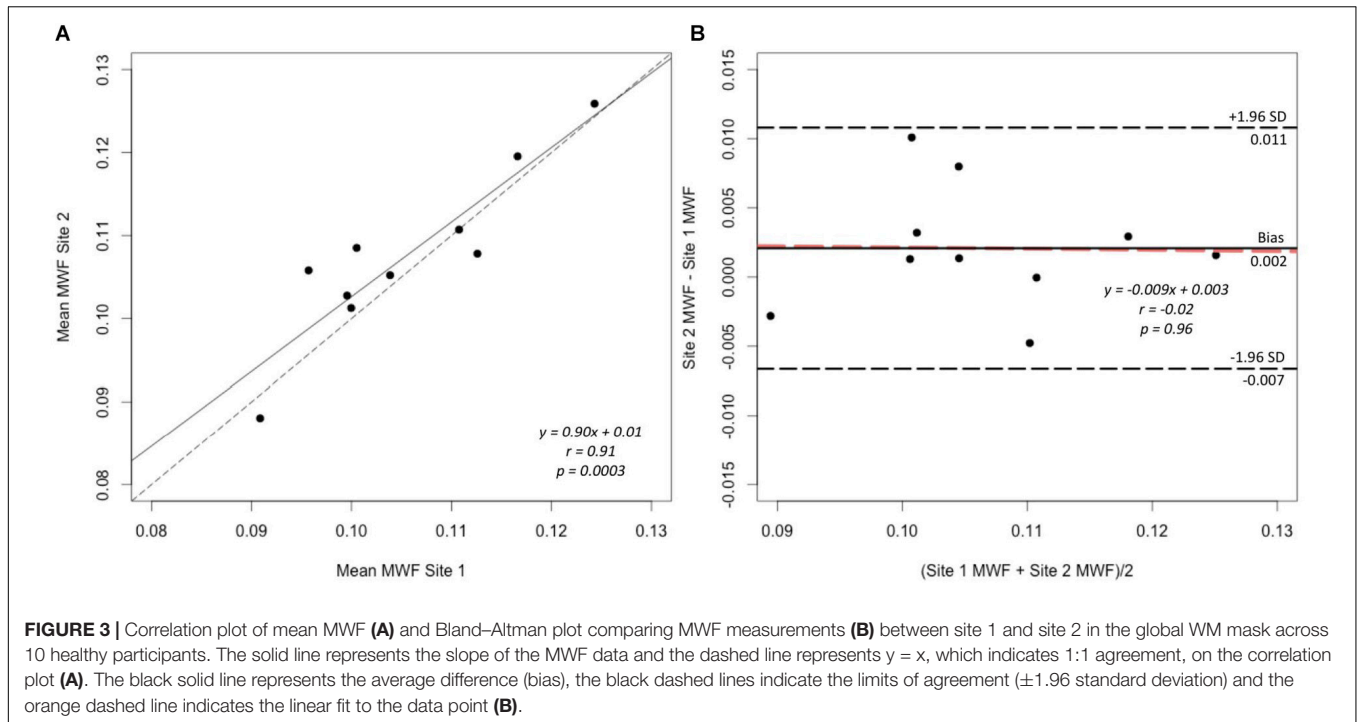 A
Mean MWF Site 2
0.13
0.12
0.11
0.10
0.09
0.08
y = 0.90x + 0.01
r = 0.91
p = 0.0003
0.08 0.09 0.10 0.11 0.12 0.13
Mean MWF Site 1
B
Site 2 MWF - Site 1 MWF
0.015
0.010
0.005
0.000
-0.005
-0.010
-0.015
+1.96 SD
0.011
Bias
0.002
y = -0.009x + 0.003
r = -0.02
p = 0.96
-1.96 SD
-0.007
0.09 0.10 0.11 0.12 0.13
(Site 1 MWF + Site 2 MWF)/2
FIGURE 3 | Correlation plot of mean MWF (A) and Bland–Altman plot comparing MWF measurements (B) between site 1 and site 2 in the global WM mask across
10 healthy participants. The solid line represents the slope of the MWF data and the dashed line represents y = x, which indicates 1:1 agreement, on the correlation
plot (A). The black solid line represents the average difference (bias), the black dashed lines indicate the limits of agreement (±1.96 standard deviation) and the
orange dashed line indicates the linear fit to the data point (B).